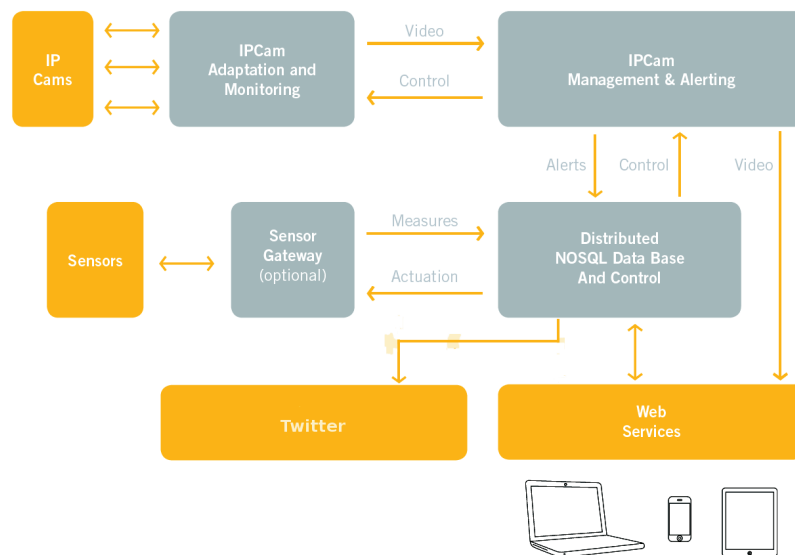 IP
Cams
IPCam
Adaptation and
Monitoring
Video
Control
IPCam
Management & Alerting
Alerts
Control
Video
Sensors
Sensor
Gateway
(optional)
Measures
Actuation
Distributed
NOSQL Data Base
And Control
Twitter
Web
Services